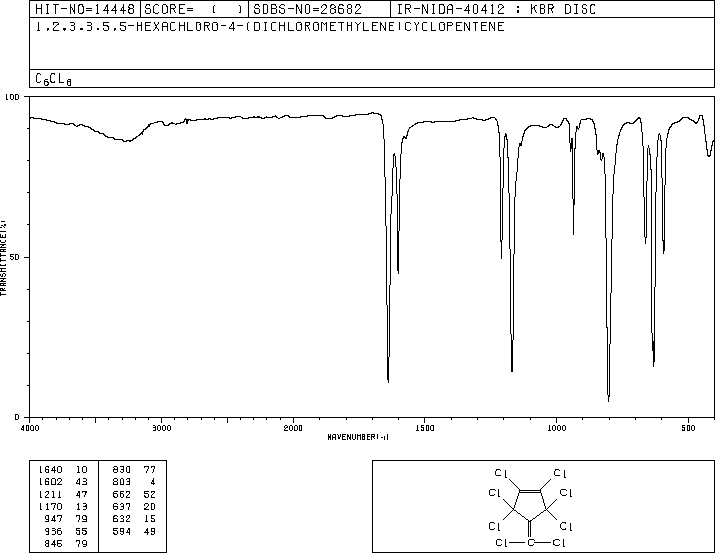 HIT-NO=14448 SCORE= ( ) SDBS-NO=28682 IR-NIDA-40412 : KBR DISC
1,2,3,3,5,5-HEXACHLORO-4-(DICHLOROMETHYLENE)CYCLOPENTENE
C6CL8
100
50
0
TRANSMITTANCE(%)
4000 3000 2000 1500 1000 500
WAVENUMBER(-1)
1640 10 830 77
1602 43 803 4
1211 47 662 52
1170 13 637 20
947 79 632 15
936 55 594 49
846 79
Cl Cl
Cl Cl
Cl Cl
Cl C Cl